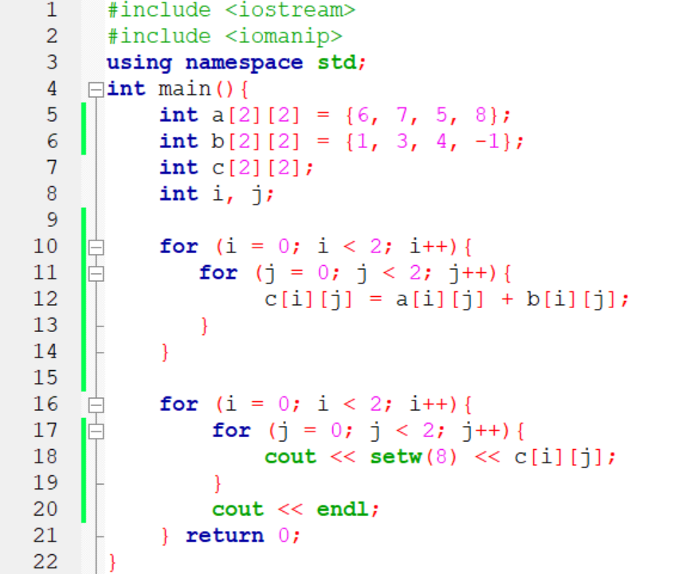 1 #include <iostream>
2 #include <iomanip>
3 using namespace std;
4 int main(){
5 int a[2][2] = {6, 7, 5, 8};
6 int b[2][2] = {1, 3, 4, -1};
7 int c[2][2];
8 int i, j;
9
10 for (i = 0; i < 2; i++){
11 for (j = 0; j < 2; j++){
12 c[i][j] = a[i][j] + b[i][j];
13 }
14 }
15
16 for (i = 0; i < 2; i++){
17 for (j = 0; j < 2; j++){
18 cout << setw(8) << c[i][j];
19 }
20 cout << endl;
21 } return 0;
22 }